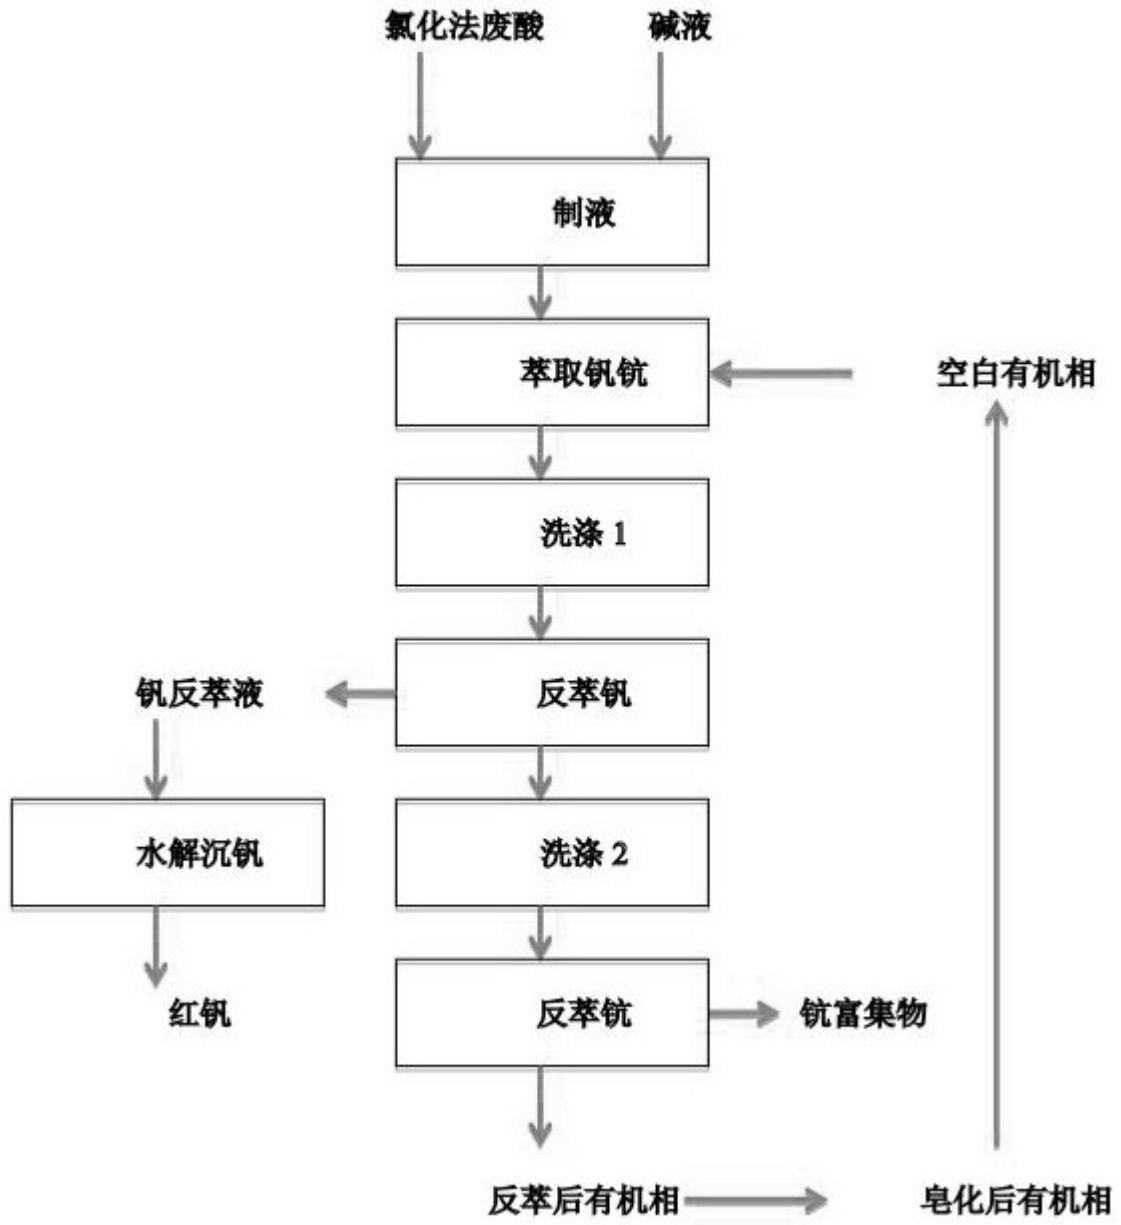 氯化法废酸 碱液
制液
萃取钒钪 空白有机相
洗涤 1
钒反萃液 反萃钒
水解沉钒 洗涤 2
红钒 反萃钪 钪富集物
反萃后有机相 皂化后有机相